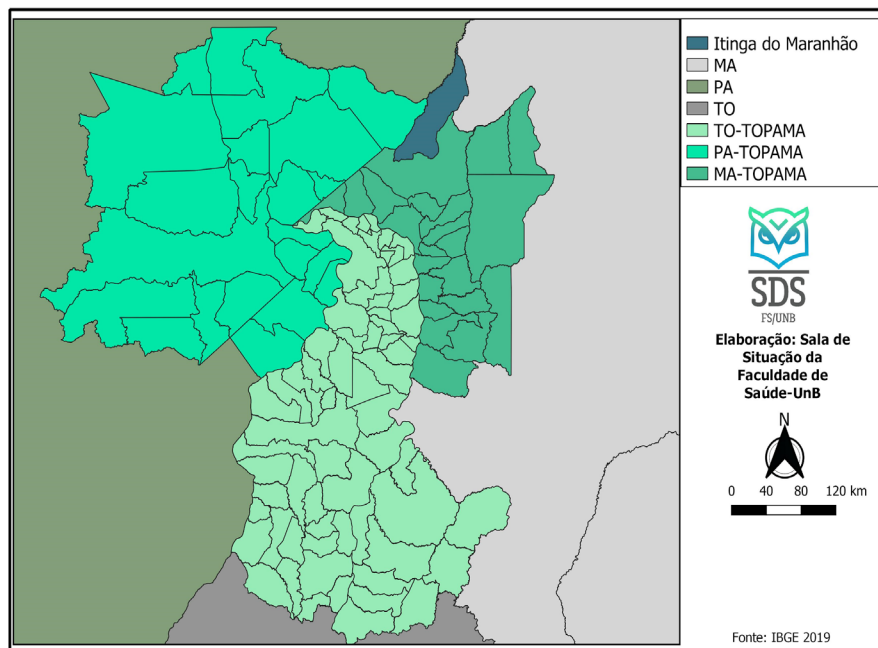 Itinga do Maranhão
MA
PA
TO
TO-TOPAMA
PA-TOPAMA
MA-TOPAMA
SDS
FS/UNB
Elaboração: Sala de
Situação da
Faculdade de
Saúde-UnB
N
0 40 80 120 km
Fonte: IBGE 2019